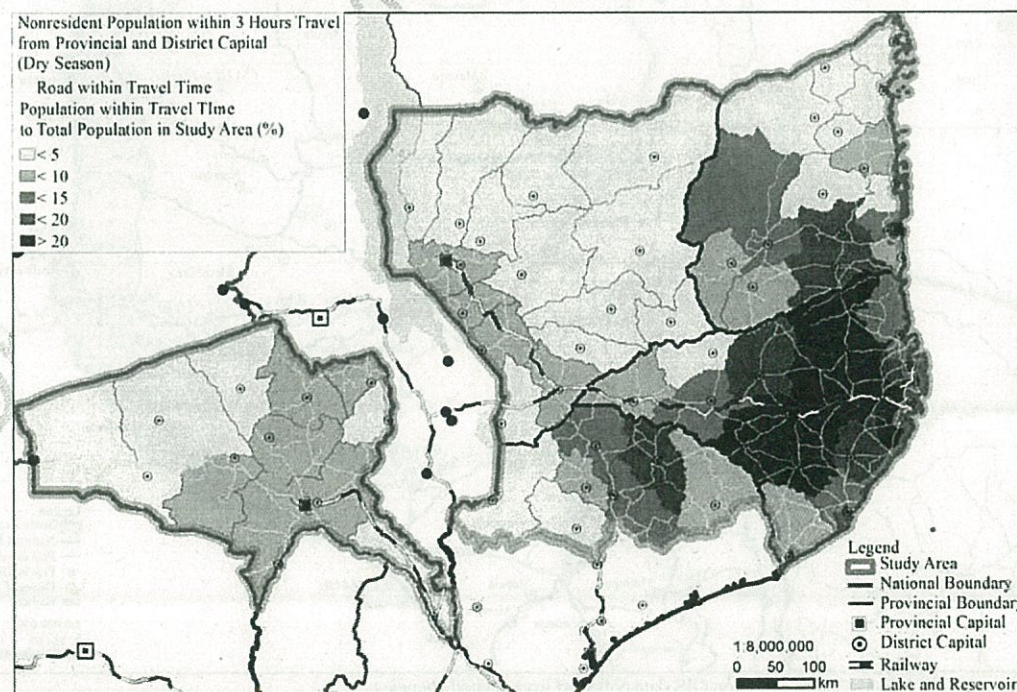 Nonresident Population within 3 Hours Travel
from Provincial and District Capital
(Dry Season)
Road within Travel Time
Population within Travel TIme
to Total Population in Study Area (%)
< 5
< 10
< 15
< 20
> 20
Legend
Study Area
National Boundary
Provincial Boundary
Provincial Capital
District Capital
Railway
Lake and Reservoir
1:8,000,000
0 50 100
km